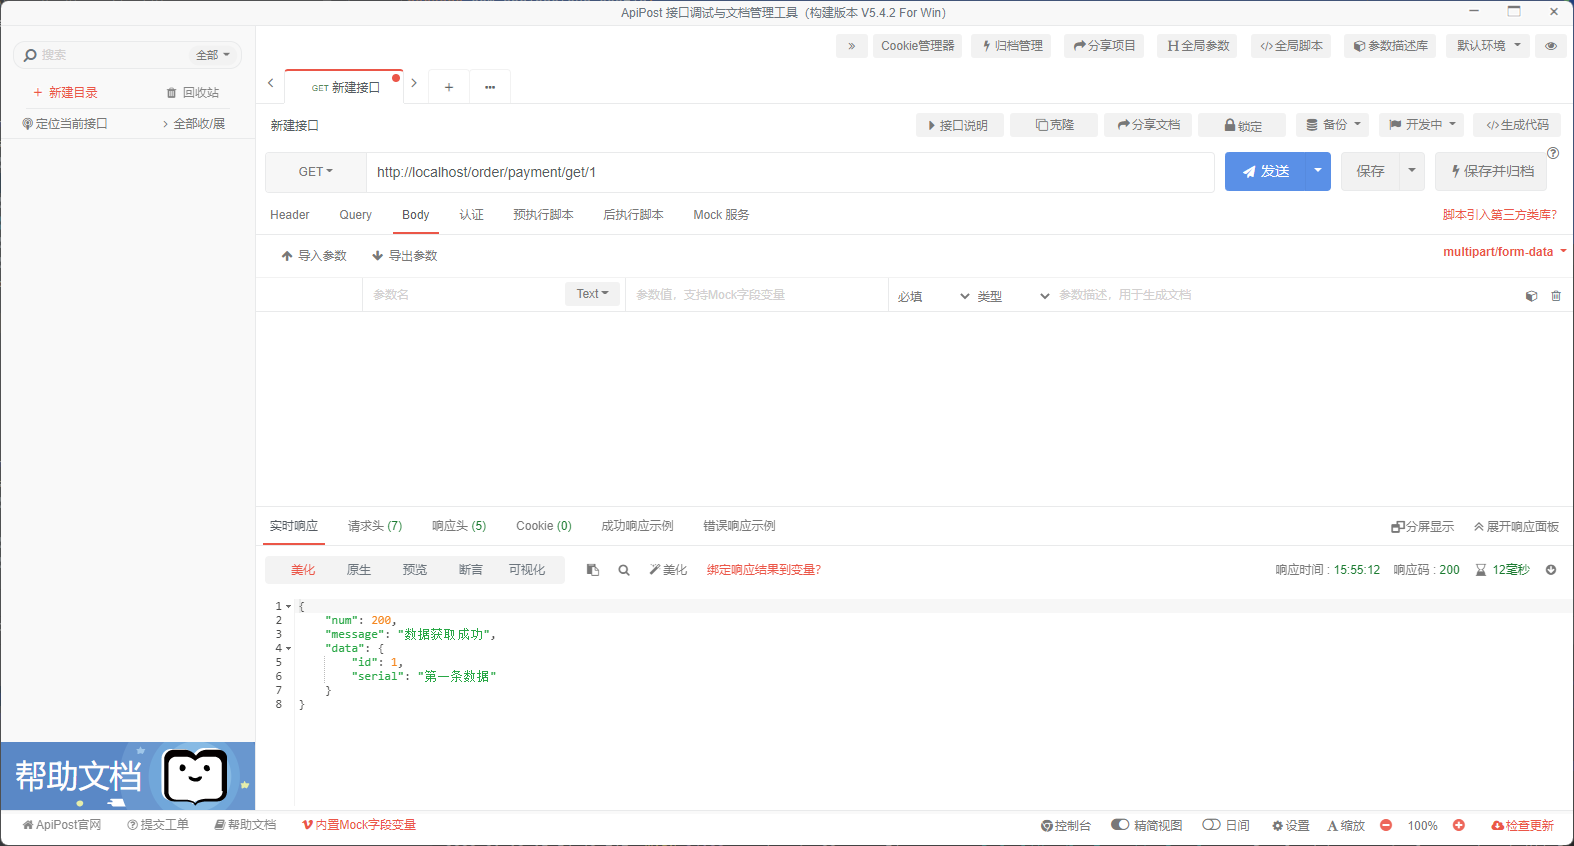 ApiPost 接口调试与文档管理工具（构建版本 V5.4.2 For Win）
搜索 全部
Cookie管理器 归档管理 分享项目 全局参数 全局脚本 参数描述库 默认环境
新建目录 回收站
定位当前接口 全部收/展
GET 新建接口
新建接口
接口说明 克隆 分享文档 锁定 备份 开发中 生成代码
GET http://localhost/order/payment/get/1 发送 保存 保存并归档
Header Query Body 认证 预执行脚本 后执行脚本 Mock 服务 脚本引入第三方类库?
导入参数 导出参数 multipart/form-data
参数名 Text 参数值，支持Mock字段变量 必填 类型 参数描述，用于生成文档
实时响应 请求头 (7) 响应头 (5) Cookie (0) 成功响应示例 错误响应示例 分屏显示 展开响应面板
美化 原生 预览 断言 可视化 美化 绑定响应结果到变量? 响应时间 : 15:55:12 响应码 : 200 12毫秒
1 {
2 "num": 200,
3 "message": "数据获取成功",
4 "data": {
5 "id": 1,
6 "serial": "第一条数据"
7 }
8 }
帮助文档
ApiPost官网 提交工单 帮助文档 内置Mock字段变量 控制台 精简视图 日间 设置 缩放 100% 检查更新